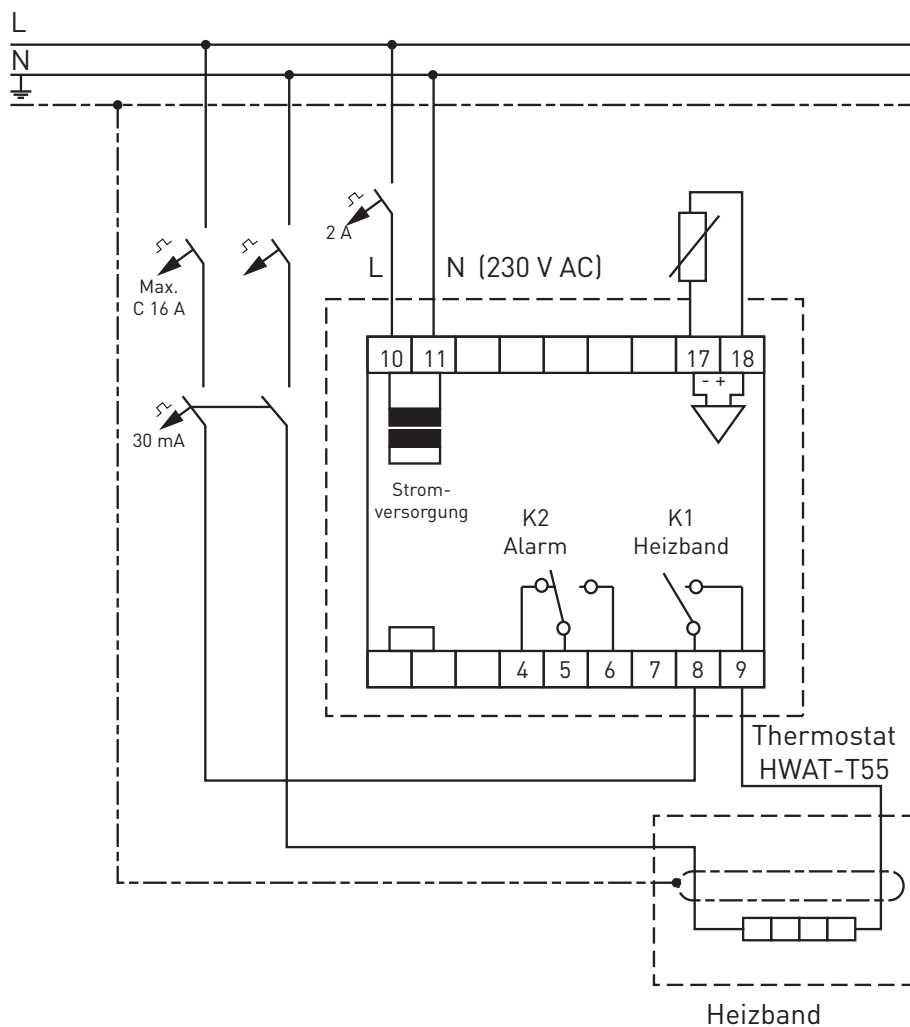 L
N
2 A
L
N (230 V AC)
Max.
C 16 A
10 11 17 18
- +
30 mA
Strom-
versorgung
K2
Alarm
K1
Heizband
4 5 6 7 8 9
Thermostat
HWAT-T55
Heizband